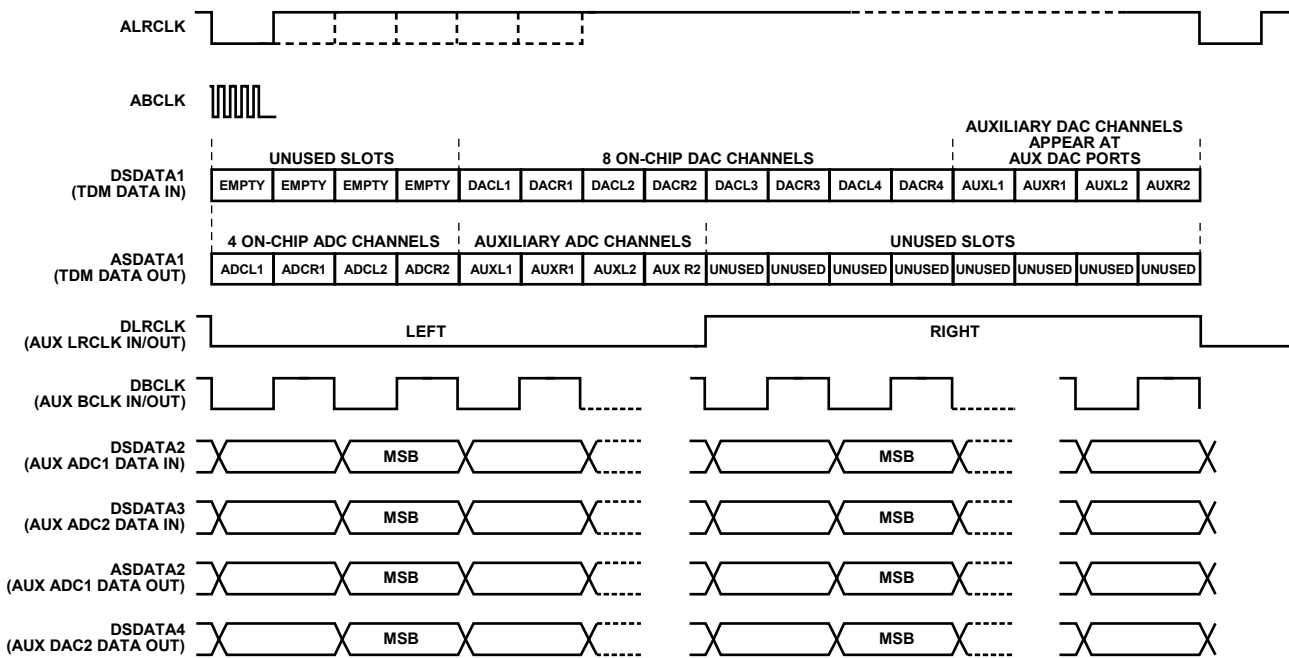 ALRCLK
ABCLK
AUXILIARY DAC CHANNELS
APPEAR AT
AUX DAC PORTS
UNUSED SLOTS
8 ON-CHIP DAC CHANNELS
DSDATA1
(TDM DATA IN)
EMPTY EMPTY EMPTY EMPTY DACL1 DACR1 DACL2 DACR2 DACL3 DACR3 DACL4 DACR4 AUXL1 AUXR1 AUXL2 AUXR2
4 ON-CHIP ADC CHANNELS
AUXILIARY ADC CHANNELS
UNUSED SLOTS
ASDATA1
(TDM DATA OUT)
ADCL1 ADCR1 ADCL2 ADCR2 AUXL1 AUXR1 AUXL2 AUX R2 UNUSED UNUSED UNUSED UNUSED UNUSED UNUSED UNUSED UNUSED
DLRCLK
(AUX LRCLK IN/OUT)
LEFT
RIGHT
DBCLK
(AUX BCLK IN/OUT)
DSDATA2
(AUX ADC1 DATA IN)
MSB
MSB
DSDATA3
(AUX ADC2 DATA IN)
MSB
MSB
ASDATA2
(AUX ADC1 DATA OUT)
MSB
MSB
DSDATA4
(AUX DAC2 DATA OUT)
MSB
MSB